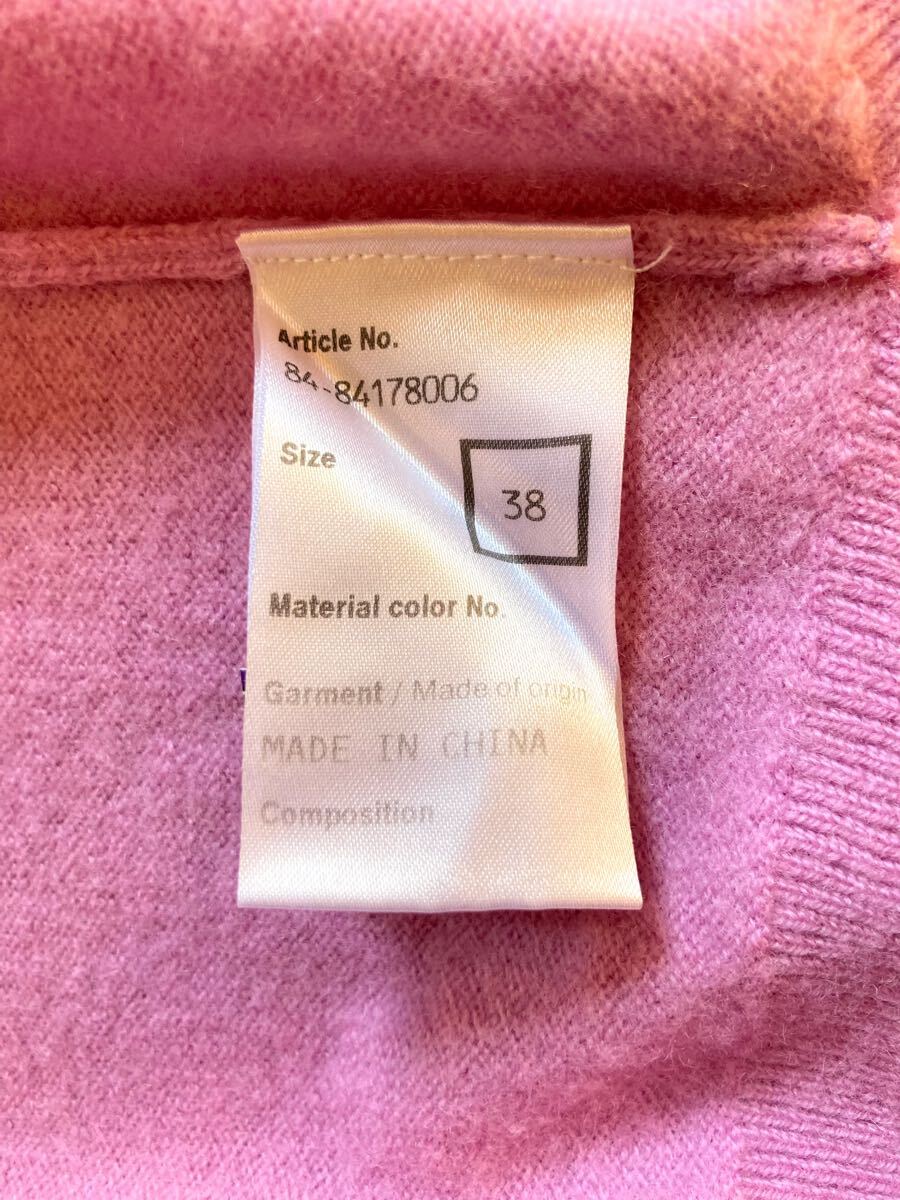 Article No.
84-84178006
Size
38
Material color No.
Garment / Made of origin
MADE IN CHINA
Composition